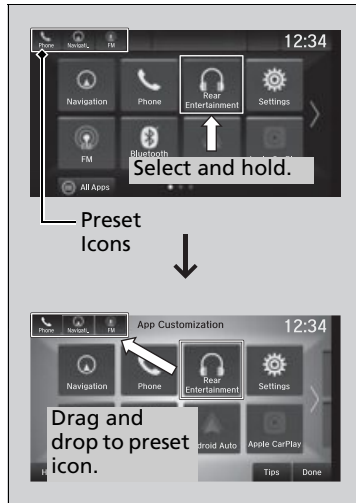 Phone Navigati.. FM 12:34
Navigation Phone Rear
Entertainment Settings
FM Bluetooth
Select and hold.
All Apps
Preset
Icons
Phone Navigati.. FM App Customization 12:34
Navigation Phone Rear
Entertainment Settings
Drag and
drop to preset
icon.
Android Auto Apple CarPlay
Tips Done